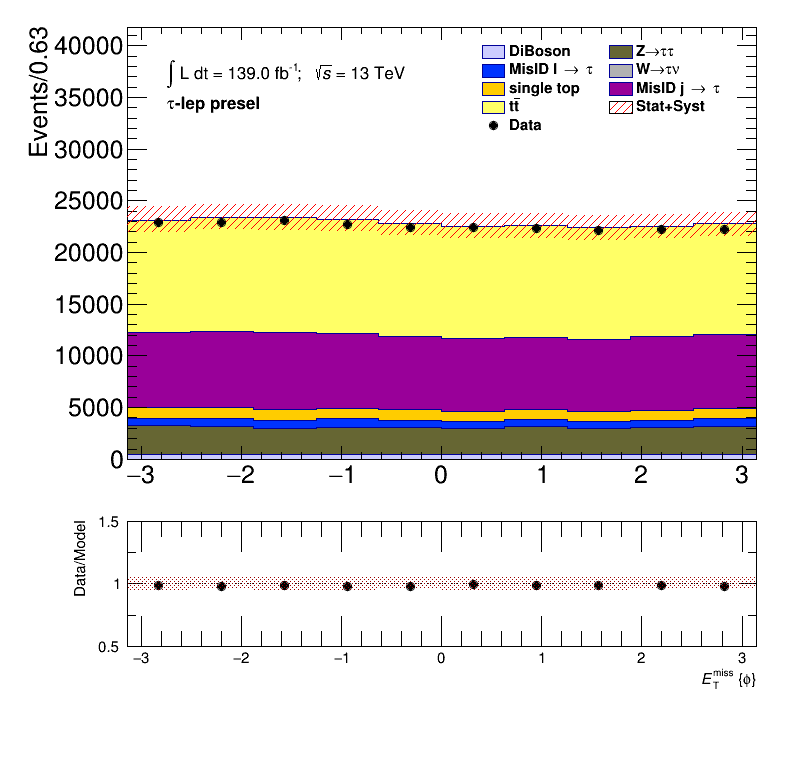 Events/0.63
40000
35000
30000
25000
20000
15000
10000
5000
0
∫ L dt = 139.0 fb⁻¹; √s = 13 TeV
τ-lep presel
DiBoson Z→ττ
MisID l → τ W→τν
single top MisID j → τ
tt̄ Stat+Syst
Data
−3 −2 −1 0 1 2 3
Data/Model
1.5
1
0.5
−3 −2 −1 0 1 2 3
E_T^miss {ϕ}